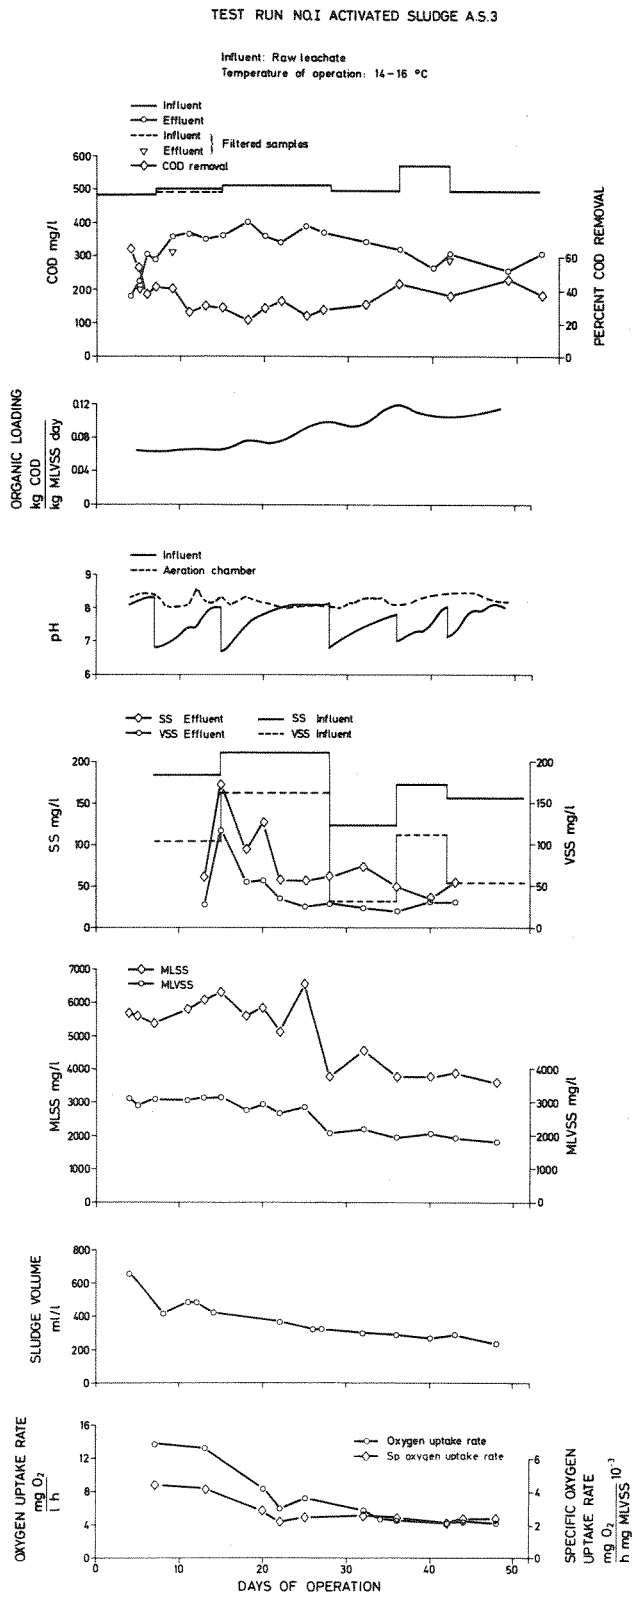 TEST RUN NO.I ACTIVATED SLUDGE A.S.3
Influent: Raw leachate
Temperature of operation: 14-16 °C
Influent
Effluent
Influent
Effluent
Filtered samples
COD removal
600
500
400
300
200
100
0
COD mg/l
60
40
20
0
PERCENT COD REMOVAL
ORGANIC LOADING
kg COD
kg MLVSS day
0.12
0.08
0.04
0
Influent
Aeration chamber
9
8
7
6
pH
SS Effluent
SS Influent
VSS Effluent
VSS Influent
200
150
100
50
0
SS mg/l
200
150
100
50
0
VSS mg/l
MLSS
MLVSS
7000
6000
5000
4000
3000
2000
1000
0
MLSS mg/l
4000
3000
2000
1000
0
MLVSS mg/l
800
600
400
200
0
SLUDGE VOLUME
ml/l
0
10
20
30
40
50
Oxygen uptake rate
Sp oxygen uptake rate
16
12
8
4
0
OXYGEN UPTAKE RATE
mg O2
l h
6
4
2
0
SPECIFIC OXYGEN
UPTAKE RATE
mg O2
h mg MLVSS 10-3
0
10
20
30
40
50
DAYS OF OPERATION